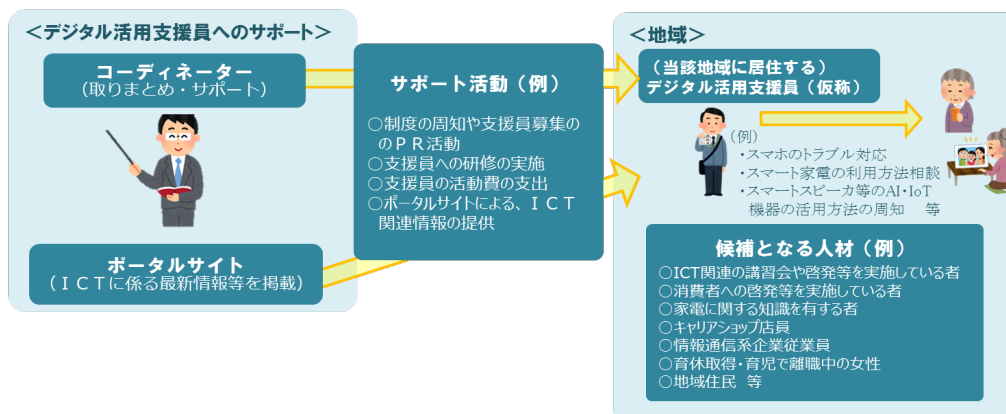 ＜デジタル活用支援員へのサポート＞
コーディネーター
（取りまとめ・サポート）
ポータルサイト
（ＩＣＴに係る最新情報等を掲載）
サポート活動（例）
○制度の周知や支援員募集の
のＰＲ活動
○支援員への研修の実施
○支援員の活動費の支出
○ポータルサイトによる、ＩＣＴ
関連情報の提供
＜地域＞
（当該地域に居住する）
デジタル活用支援員（仮称）
（例）
・スマホのトラブル対応
・スマート家電の利用方法相談
・スマートスピーカ等のAI・IoT
機器の活用方法の周知　等
候補となる人材（例）
○ICT関連の講習会や啓発等を実施している者
○消費者への啓発等を実施している者
○家電に関する知識を有する者
○キャリアショップ店員
○情報通信系企業従業員
○育休取得・育児で離職中の女性
○地域住民　等